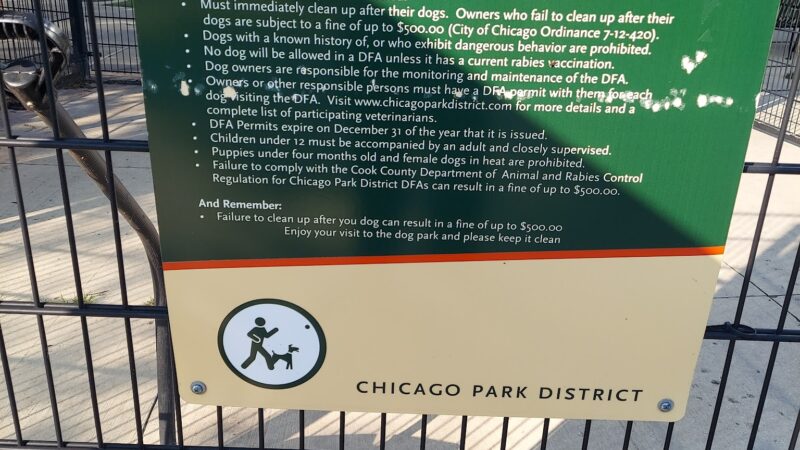 • Must immediately clean up after their dogs. Owners who fail to clean up after their
dogs are subject to a fine of up to $500.00 (City of Chicago Ordinance 7-12-420).
• Dogs with a known history of, or who exhibit dangerous behavior are prohibited.
• No dog will be allowed in a DFA unless it has a current rabies vaccination.
• Dog owners are responsible for the monitoring and maintenance of the DFA.
• Owners or other responsible persons must have a DFA permit with them for each
dog visiting the DFA. Visit www.chicagoparkdistrict.com for more details and a
complete list of participating veterinarians.
• DFA Permits expire on December 31 of the year that it is issued.
• Children under 12 must be accompanied by an adult and closely supervised.
• Puppies under four months old and female dogs in heat are prohibited.
• Failure to comply with the Cook County Department of Animal and Rabies Control
Regulation for Chicago Park District DFAs can result in a fine of up to $500.00.
And Remember:
• Failure to clean up after you dog can result in a fine of up to $500.00
Enjoy your visit to the dog park and please keep it clean
CHICAGO PARK DISTRICT